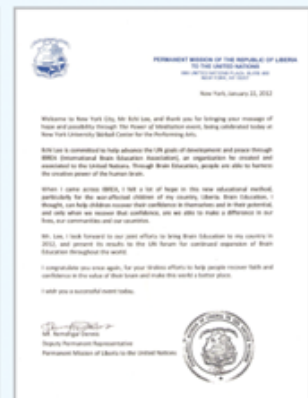 PERMANENT MISSION OF THE REPUBLIC OF LIBERIA
TO THE UNITED NATIONS
New York, January 22, 2012
Welcome to New York City, Mr. Ilchi Lee, and thank you for bringing your message of
hope and possibility through The Power of Meditation event, being celebrated today at
New York University Skirball Center for the Performing Arts.
Ilchi Lee is committed to help advance the UN goals of development and peace through
IBREA (International Brain Education Association), an organization he created and
associated to the United Nations. Through Brain Education, people are able to harness
the creative power of the human brain.
When I came across IBREA, I felt a lot of hope in this new educational method,
particularly for the war-affected children of my country, Liberia. Brain Education, I
thought, can help children recover their confidence in themselves and in their potential,
and only when we recover that confidence, are we able to make a difference in our
lives, our communities and our countries.
Mr. Lee, I look forward to our joint efforts to bring Brain Education to my country in
2012, and present its results to the UN forum for continued expansion of Brain
Education throughout the world.
I congratulate you once again, for your tireless efforts to help people recover faith and
confidence in the value of their brain and make this world a better place.
I wish you a successful event today.
Deputy Permanent Representative
Permanent Mission of Liberia to the United Nations